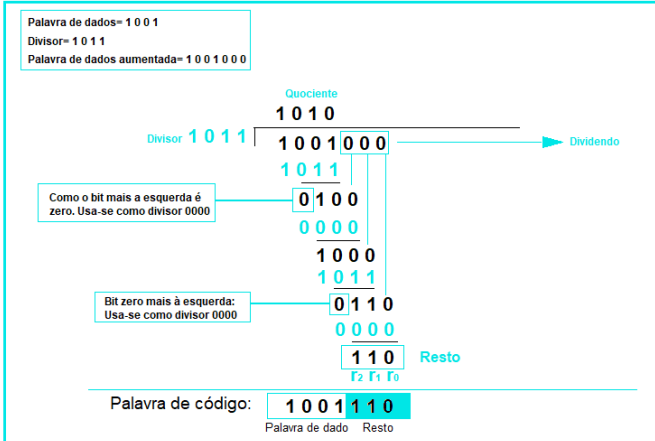 Palavra de dados= 1 0 0 1
Divisor= 1 0 1 1
Palavra de dados aumentada= 1 0 0 1 0 0 0
Quociente
1 0 1 0
Divisor 1 0 1 1 1 0 0 1 0 0 0 Dividendo
1 0 1 1
Como o bit mais a esquerda é
zero. Usa-se como divisor 0000
0 1 0 0
0 0 0 0
1 0 0 0
1 0 1 1
Bit zero mais à esquerda:
Usa-se como divisor 0000
0 1 1 0
0 0 0 0
1 1 0 Resto
r2 r1 r0
Palavra de código: 1 0 0 1 1 1 0
Palavra de dado Resto